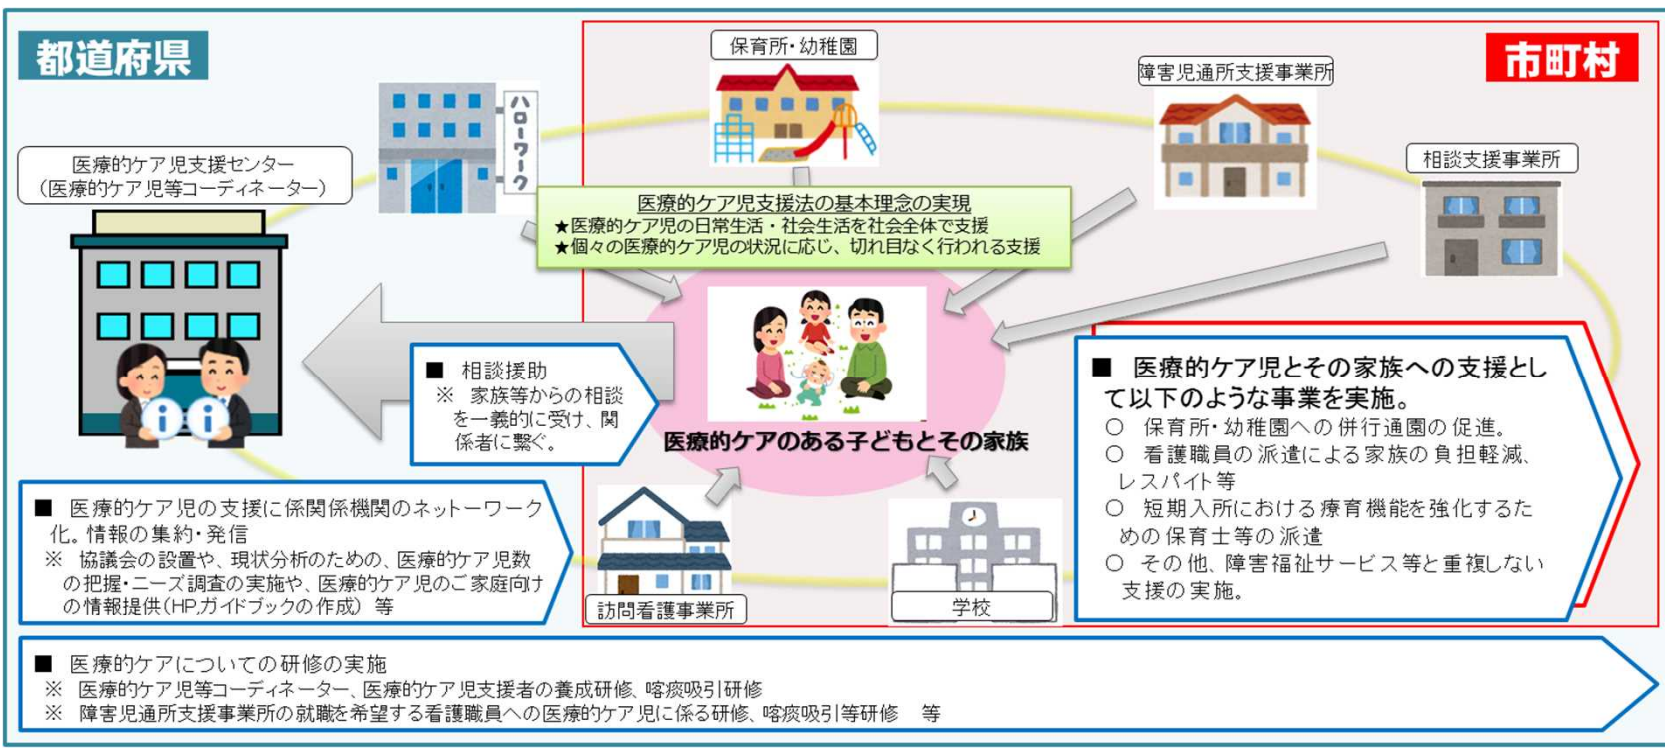 都道府県
市町村
保育所・幼稚園
障害児通所支援事業所
相談支援事業所
ハローワーク
医療的ケア児支援センター
（医療的ケア児等コーディネーター）
医療的ケア児支援法の基本理念の実現
★医療的ケア児の日常生活・社会生活を社会全体で支援
★個々の医療的ケア児の状況に応じ、切れ目なく行われる支援
■ 相談援助
※ 家族等からの相談
を一義的に受け、関
係者に繋ぐ。
医療的ケアのある子どもとその家族
■ 医療的ケア児とその家族への支援とし
て以下のような事業を実施。
○ 保育所・幼稚園への併行通園の促進。
○ 看護職員の派遣による家族の負担軽減、
レスパイト等
○ 短期入所における療育機能を強化するた
めの保育士等の派遣
○ その他、障害福祉サービス等と重複しない
支援の実施。
■ 医療的ケア児の支援に係関係機関のネットーワーク
化。情報の集約・発信
※ 協議会の設置や、現状分析のための、医療的ケア児数
の把握・ニーズ調査の実施や、医療的ケア児のご家庭向け
の情報提供（HP,ガイドブックの作成） 等
訪問看護事業所
学校
■ 医療的ケアについての研修の実施
※ 医療的ケア児等コーディネーター、医療的ケア児支援者の養成研修、喀痰吸引研修
※ 障害児通所支援事業所の就職を希望する看護職員への医療的ケア児に係る研修、喀痰吸引等研修 等